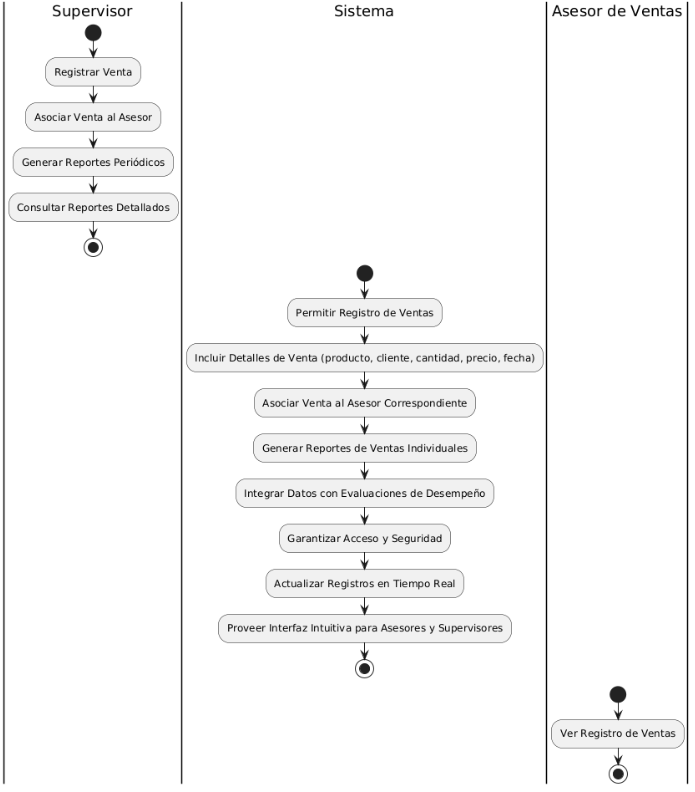 Supervisor
Sistema
Asesor de Ventas
Registrar Venta
Asociar Venta al Asesor
Generar Reportes Periódicos
Consultar Reportes Detallados
Permitir Registro de Ventas
Incluir Detalles de Venta (producto, cliente, cantidad, precio, fecha)
Asociar Venta al Asesor Correspondiente
Generar Reportes de Ventas Individuales
Integrar Datos con Evaluaciones de Desempeño
Garantizar Acceso y Seguridad
Actualizar Registros en Tiempo Real
Proveer Interfaz Intuitiva para Asesores y Supervisores
Ver Registro de Ventas